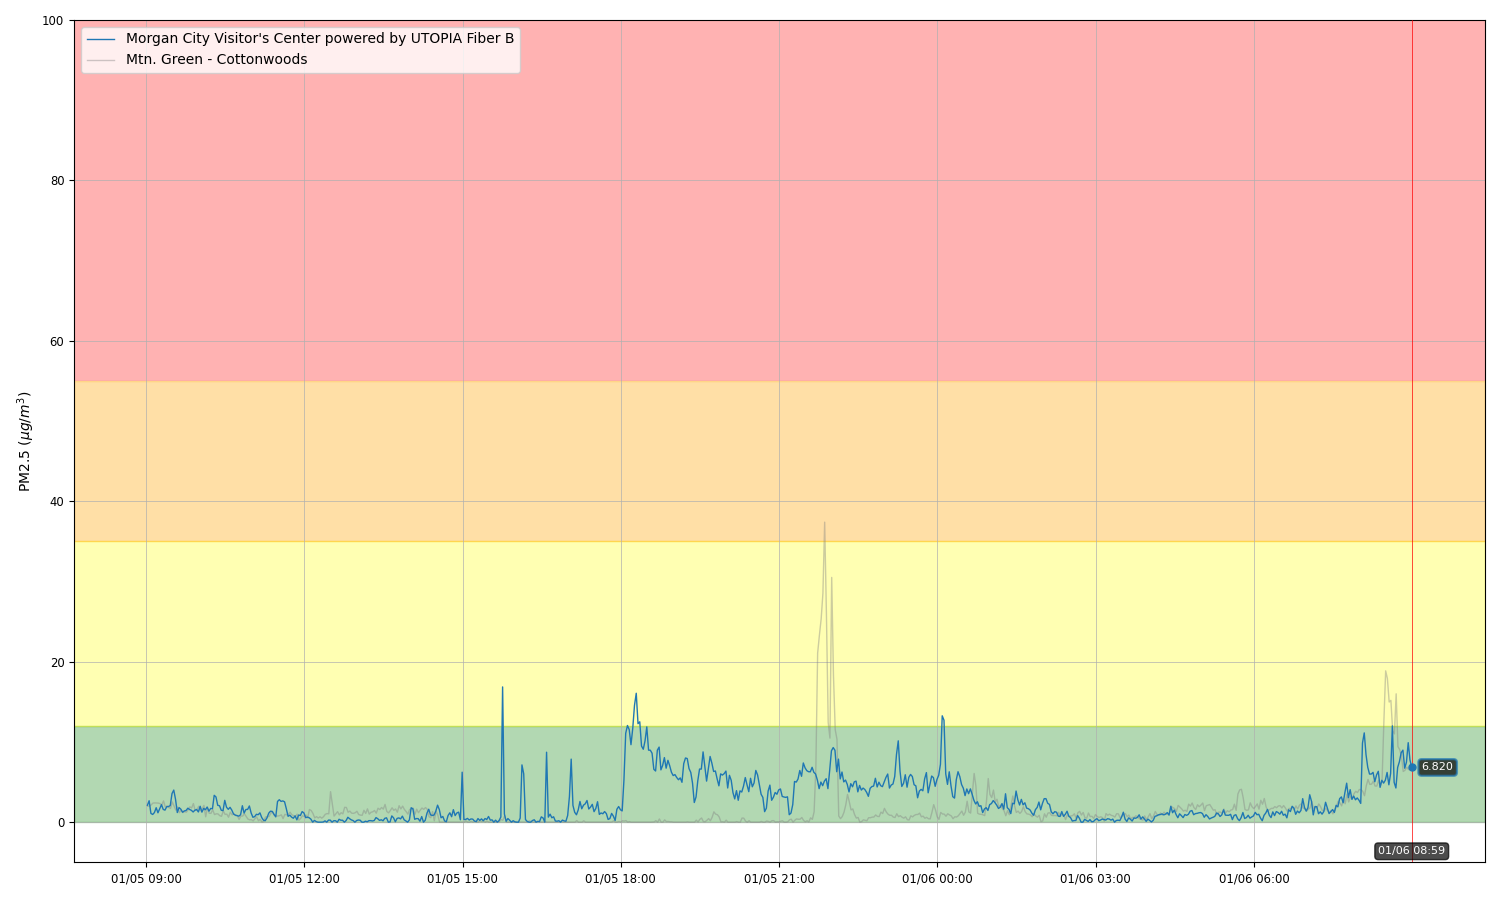 100
Morgan City Visitor's Center powered by UTOPIA Fiber B
Mtn. Green - Cottonwoods
80
60
40
20
0
PM2.5 (μg/m³)
6.820
01/06 08:59
01/05 09:00 01/05 12:00 01/05 15:00 01/05 18:00 01/05 21:00 01/06 00:00 01/06 03:00 01/06 06:00